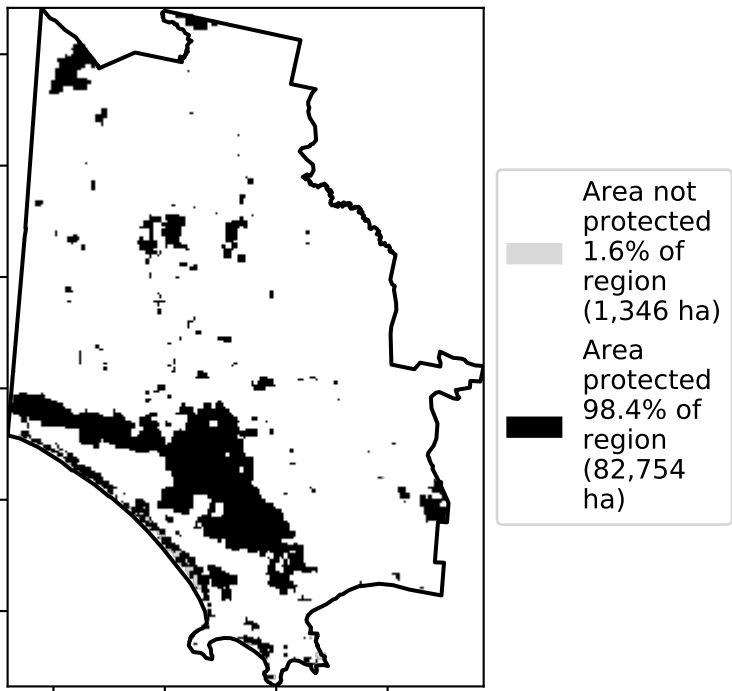 Area not
protected
1.6% of
region
(1,346 ha)
Area
protected
98.4% of
region
(82,754
ha)